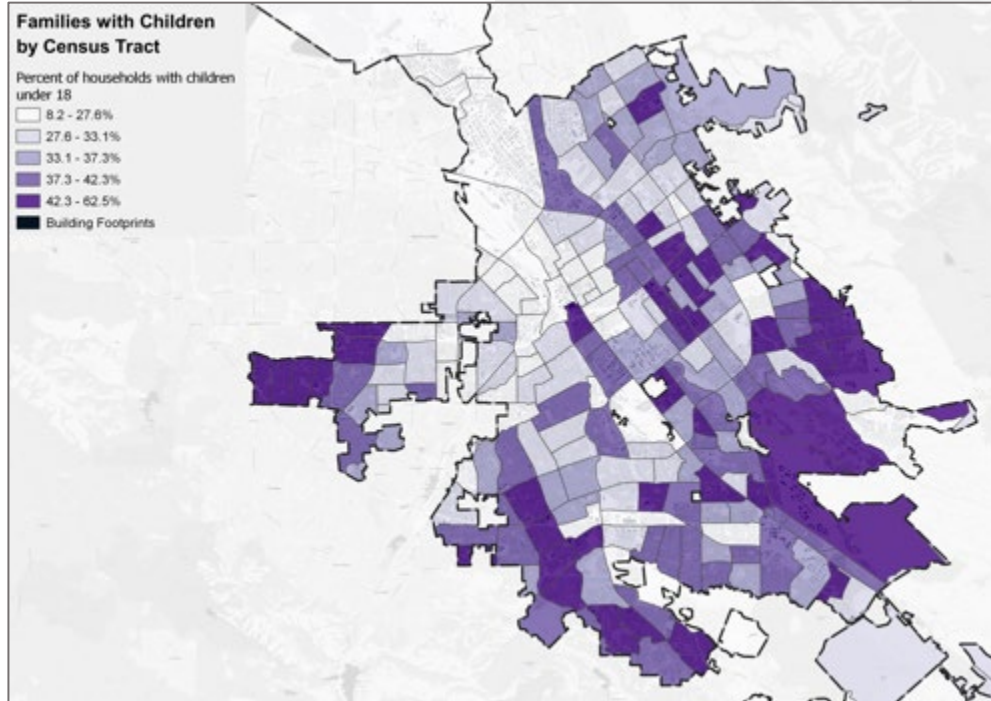 Families with Children
by Census Tract
Percent of households with children
under 18
8.2 - 27.6%
27.6 - 33.1%
33.1 - 37.3%
37.3 - 42.3%
42.3 - 62.5%
Building Footprints